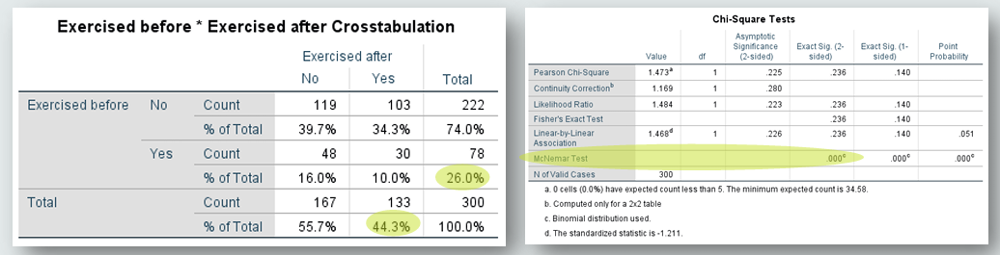 Exercised before * Exercised after Crosstabulation
Exercised after
No Yes Total
Exercised before No Count 119 103 222
% of Total 39.7% 34.3% 74.0%
Yes Count 48 30 78
% of Total 16.0% 10.0% 26.0%
Total Count 167 133 300
% of Total 55.7% 44.3% 100.0%
Chi-Square Tests
Value df Asymptotic Significance (2-sided) Exact Sig. (2-sided) Exact Sig. (1-sided) Point Probability
Pearson Chi-Square 1.473a 1 .225 .236 .140
Continuity Correctionb 1.169 1 .280
Likelihood Ratio 1.484 1 .223 .236 .140
Fisher's Exact Test .236 .140
Linear-by-Linear Association 1.468d 1 .226 .236 .140 .051
McNemar Test .000c .000c .000c
N of Valid Cases 300
a. 0 cells (0.0%) have expected count less than 5. The minimum expected count is 34.58.
b. Computed only for a 2x2 table
c. Binomial distribution used.
d. The standardized statistic is -1.211.